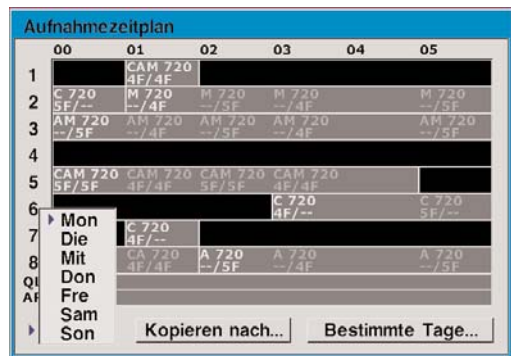 Aufnahmezeitplan
00 01 02 03 04 05
CAM 720
1 4F/4F
C 720 M 720 M 720 M 720 M 720
2 5F/-- --/4F --/5F --/4F --/5F
AM 720 AM 720 AM 720 AM 720 AM 720
3 --/5F --/4F --/5F --/4F --/5F
4
CAM 720 CAM 720 CAM 720 CAM 720
5 5F/5F 4F/4F 5F/5F 4F/4F
C 720 C 720
6 4F/-- 5F/--
Mon
C 720
7 4F/--
Die
Mit
CA 720 A 720 A 720 A 720
8 4F/4F --/5F --/4F --/5F
Don
Fre
Sam
Son
Kopieren nach... Bestimmte Tage...